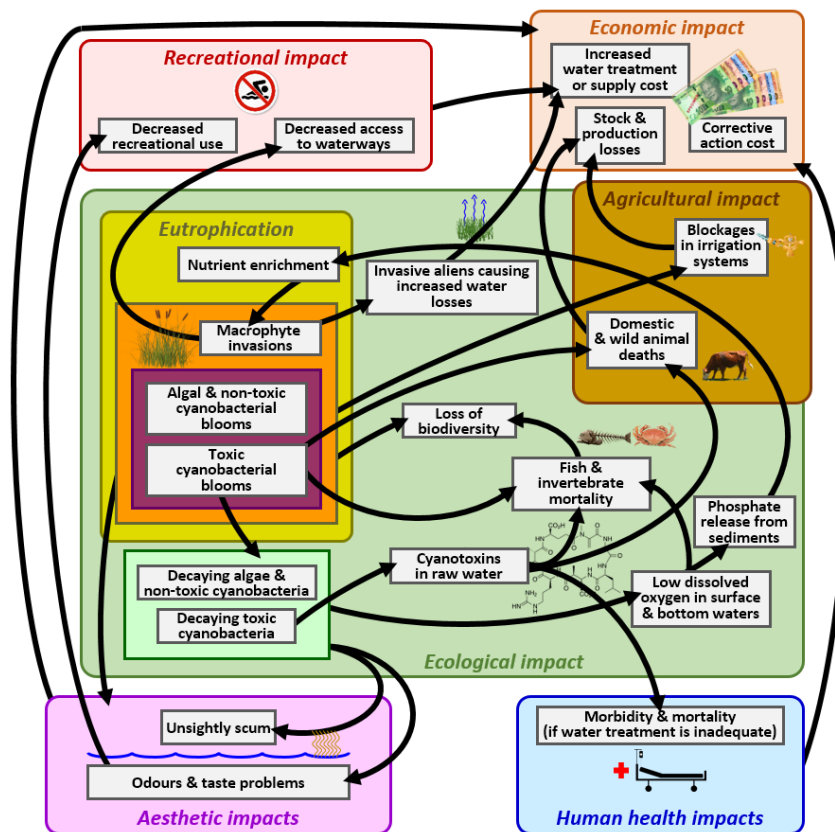 Economic impact
Recreational impact
Increased
water treatment
or supply cost
Decreased
recreational use
Decreased access
to waterways
Stock &
production
losses
Corrective
action cost
Agricultural impact
Eutrophication
Nutrient enrichment
Invasive aliens causing
increased water
losses
Blockages
in irrigation
systems
Macrophyte
invasions
Domestic
& wild animal
deaths
Algal & non-toxic
cyanobacterial
blooms
Loss of
biodiversity
Toxic
cyanobacterial
blooms
Fish &
invertebrate
mortality
Phosphate
release from
sediments
Decaying algae &
non-toxic cyanobacteria
Cyanotoxins
in raw water
Low dissolved
oxygen in surface
& bottom waters
Decaying toxic
cyanobacteria
Ecological impact
Unsightly scum
Morbidity & mortality
(if water treatment is inadequate)
Odours & taste problems
Aesthetic impacts
Human health impacts